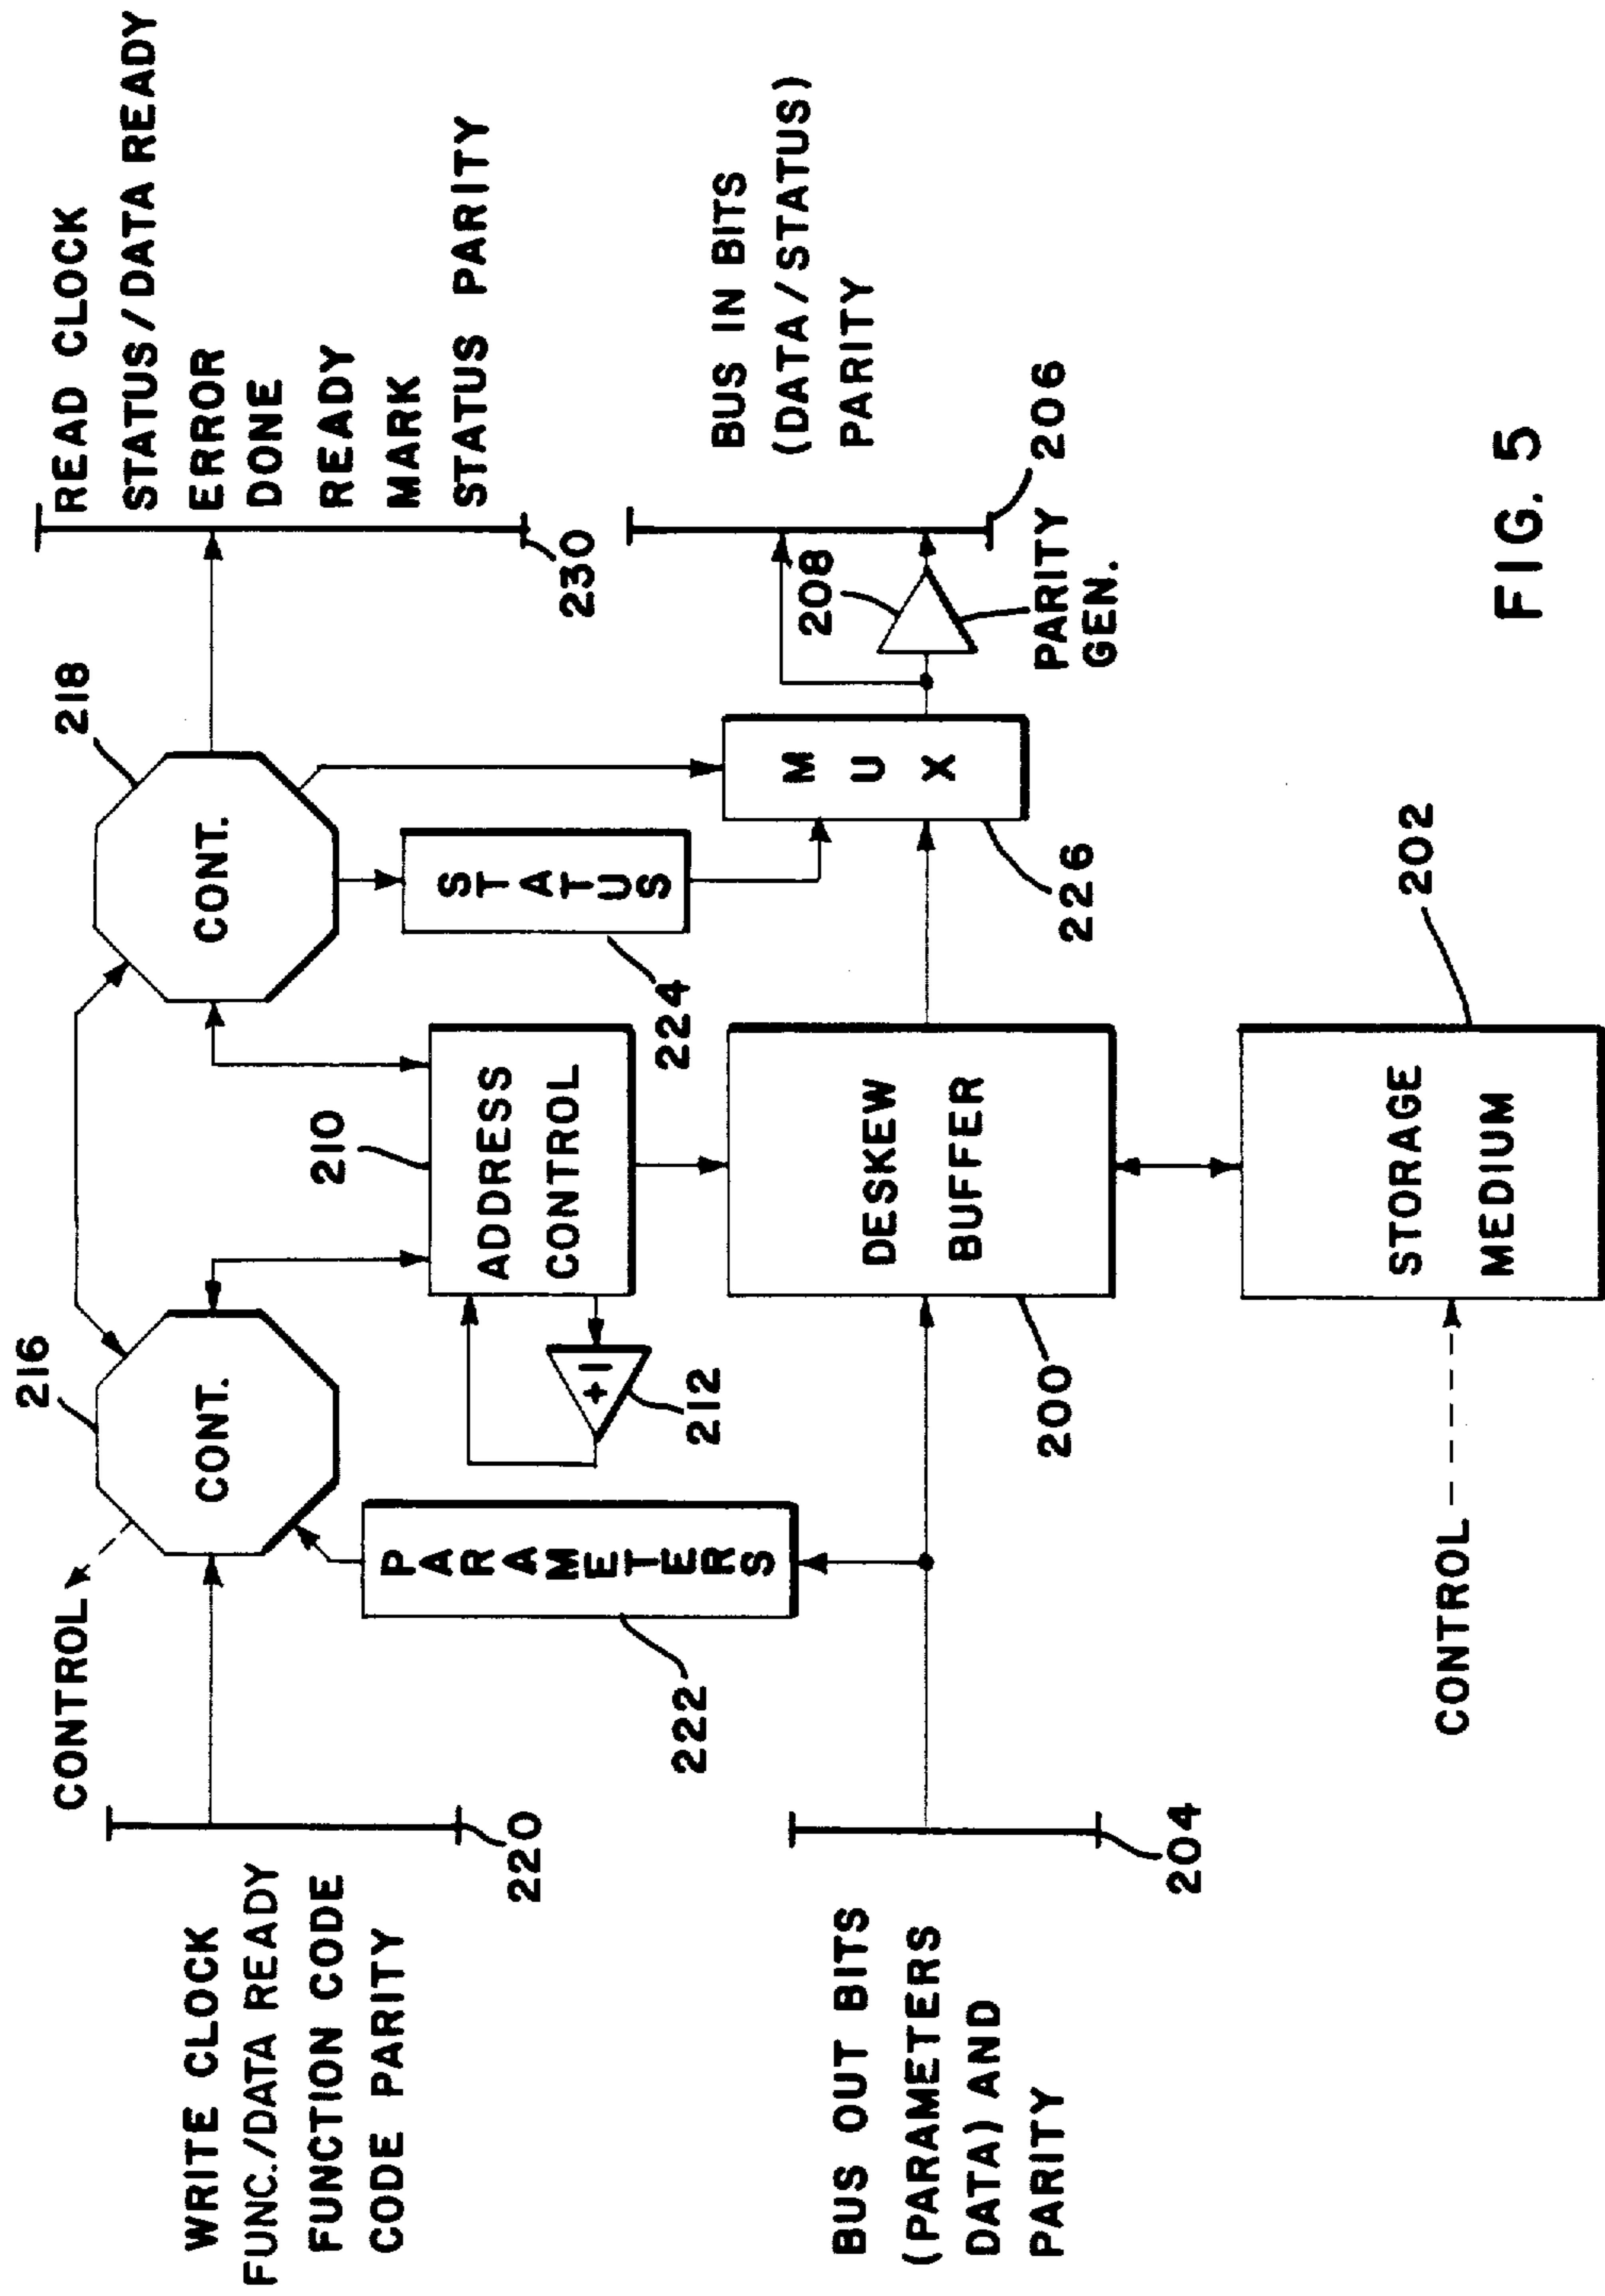 WRITE CLOCK
FUNC./DATA READY
FUNCTION CODE
CODE PARITY
220
CONTROL
216
CONT.
218
CONT.
READ CLOCK
STATUS/DATA READY
ERROR
DONE
READY
MARK
STATUS PARITY
230
222
PARAMETERS
+1
212
210
ADDRESS
CONTROL
STATUS
224
BUS OUT BITS
(PARAMETERS
DATA) AND
PARITY
204
DESKEW
BUFFER
200
MUX
226
208
PARITY
GEN.
206
BUS IN BITS
(DATA/STATUS)
PARITY
CONTROL
STORAGE
MEDIUM
202
FIG. 5